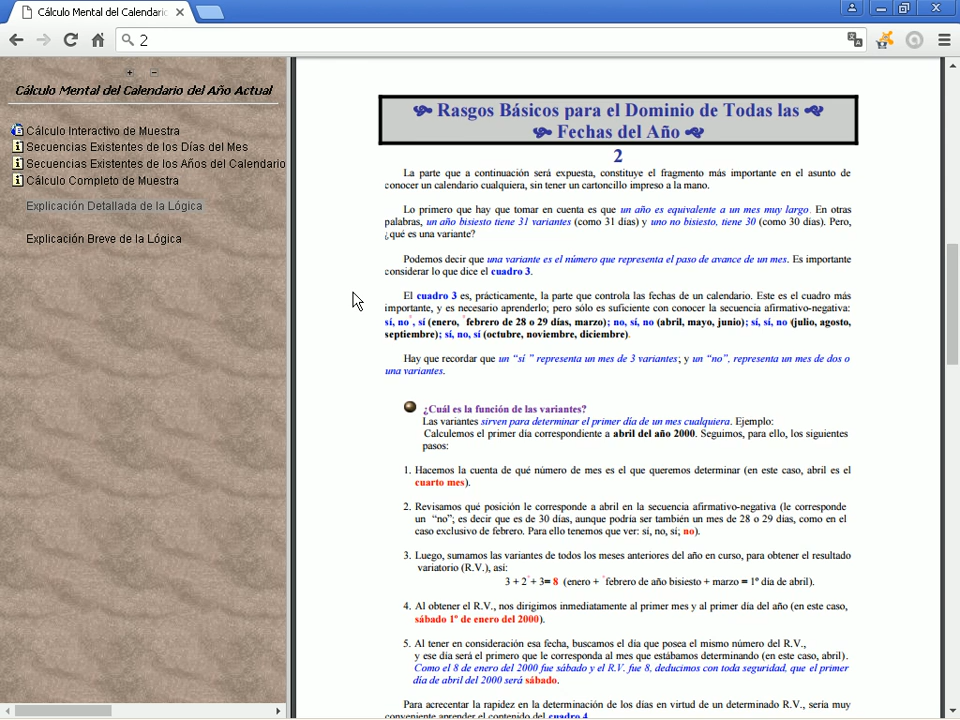 Cálculo Mental del Calendario
2
+ −
Cálculo Mental del Calendario del Año Actual
Cálculo Interactivo de Muestra
Secuencias Existentes de los Días del Mes
Secuencias Existentes de los Años del Calendario
Cálculo Completo de Muestra
Explicación Detallada de la Lógica
Explicación Breve de la Lógica
Rasgos Básicos para el Dominio de Todas las
Fechas del Año
2
La parte que a continuación será expuesta, constituye el fragmento más importante en el asunto de
conocer un calendario cualquiera, sin tener un cartoncillo impreso a la mano.
Lo primero que hay que tomar en cuenta es que un año es equivalente a un mes muy largo. En otras
palabras, un año bisiesto tiene 31 variantes (como 31 días) y uno no bisiesto, tiene 30 (como 30 días). Pero,
¿qué es una variante?
Podemos decir que una variante es el número que representa el paso de avance de un mes. Es importante
considerar lo que dice el cuadro 3.
El cuadro 3 es, prácticamente, la parte que controla las fechas de un calendario. Este es el cuadro más
importante, y es necesario aprenderlo; pero sólo es suficiente con conocer la secuencia afirmativo-negativa:
sí, no*, sí (enero, *febrero de 28 o 29 días, marzo); no, sí, no (abril, mayo, junio); sí, sí, no (julio, agosto,
septiembre); sí, no, sí (octubre, noviembre, diciembre).
Hay que recordar que un “sí” representa un mes de 3 variantes; y un “no”, representa un mes de dos o
una variantes.
¿Cuál es la función de las variantes?
Las variantes sirven para determinar el primer día de un mes cualquiera. Ejemplo:
Calculemos el primer día correspondiente a abril del año 2000. Seguimos, para ello, los siguientes
pasos:
1. Hacemos la cuenta de qué número de mes es el que queremos determinar (en este caso, abril es el
cuarto mes).
2. Revisamos qué posición le corresponde a abril en la secuencia afirmativo-negativa (le corresponde
un “no”; es decir que es de 30 días, aunque podría ser también un mes de 28 o 29 días, como en el
caso exclusivo de febrero. Para ello tenemos que ver: sí, no, sí; no).
3. Luego, sumamos las variantes de todos los meses anteriores del año en curso, para obtener el resultado
variatorio (R.V.), así:
3 + 2*+ 3= 8 (enero + *febrero de año bisiesto + marzo = 1º día de abril).
4. Al obtener el R.V., nos dirigimos inmediatamente al primer mes y al primer día del año (en este caso,
sábado 1º de enero del 2000).
5. Al tener en consideración esa fecha, buscamos el día que posea el mismo número del R.V.,
y ese día será el primero que le corresponda al mes que estábamos determinando (en este caso, abril).
Como el 8 de enero del 2000 fue sábado y el R.V. fue 8, deducimos con toda seguridad, que el primer
día de abril del 2000 será sábado.
Para acrecentar la rapidez en la determinación de los días en virtud de un determinado R.V., sería muy
conveniente aprender el contenido del cuadro 4.